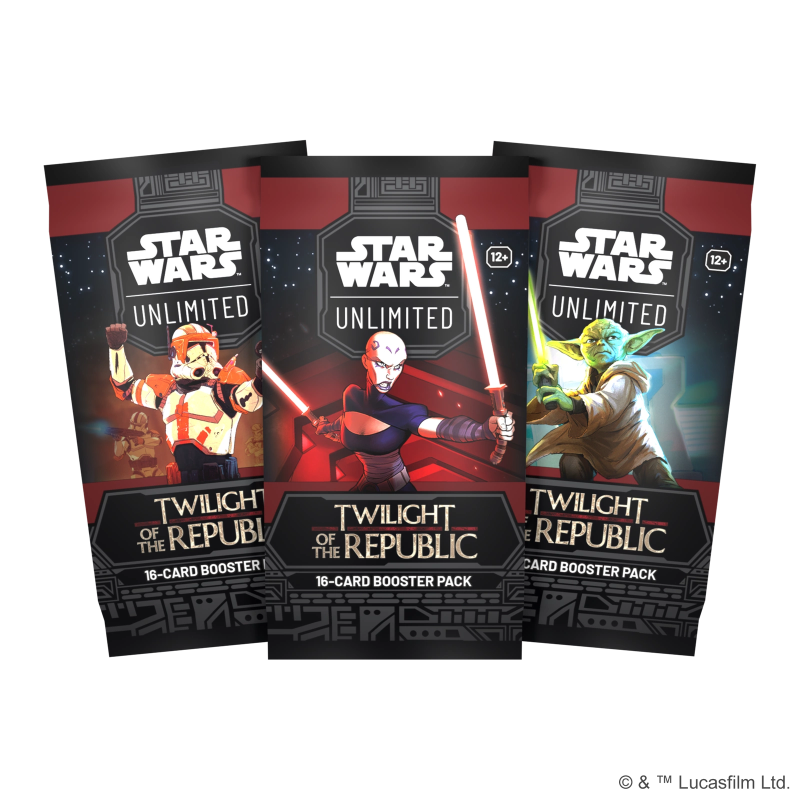 STAR
WARS
UNLIMITED
TWILIGHT
OF THE REPUBLIC
16-CARD BOOSTER
STAR
WARS
12+
UNLIMITED
TWILIGHT
OF THE REPUBLIC
16-CARD BOOSTER PACK
STAR
WARS
12+
UNLIMITED
TWILIGHT
REPUBLIC
CARD BOOSTER PACK
© & ™ Lucasfilm Ltd.